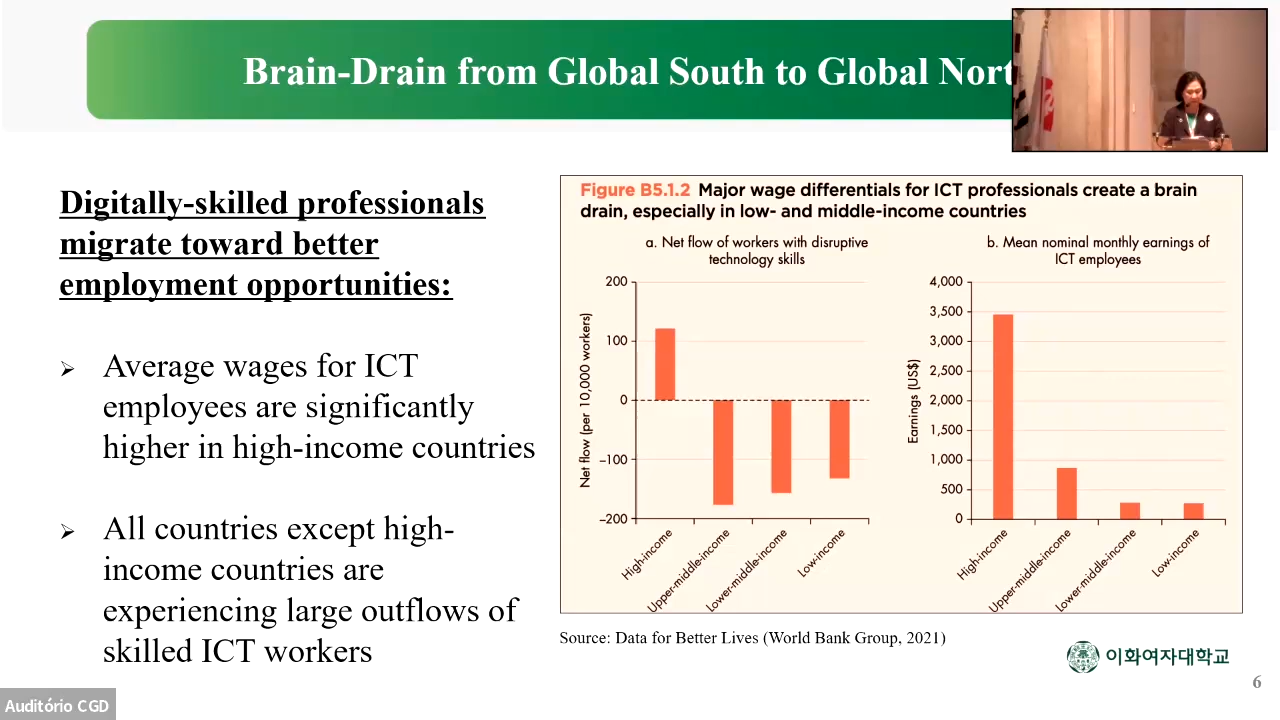 Brain-Drain from Global South to Global Nort
Digitally-skilled professionals
migrate toward better
employment opportunities:
➢ Average wages for ICT
employees are significantly
higher in high-income countries
➢ All countries except high-
income countries are
experiencing large outflows of
skilled ICT workers
Figure B5.1.2 Major wage differentials for ICT professionals create a brain
drain, especially in low- and middle-income countries
a. Net flow of workers with disruptive
technology skills
Net flow (per 10,000 workers)
200
100
0
–100
–200
High-income
Upper-middle-income
Lower-middle-income
Low-income
b. Mean nominal monthly earnings of
ICT employees
Earnings (US$)
4,000
3,500
3,000
2,500
2,000
1,500
1,000
500
0
High-income
Upper-middle-income
Lower-middle-income
Low-income
Source: Data for Better Lives (World Bank Group, 2021)
이화여자대학교
6
Auditório CGD